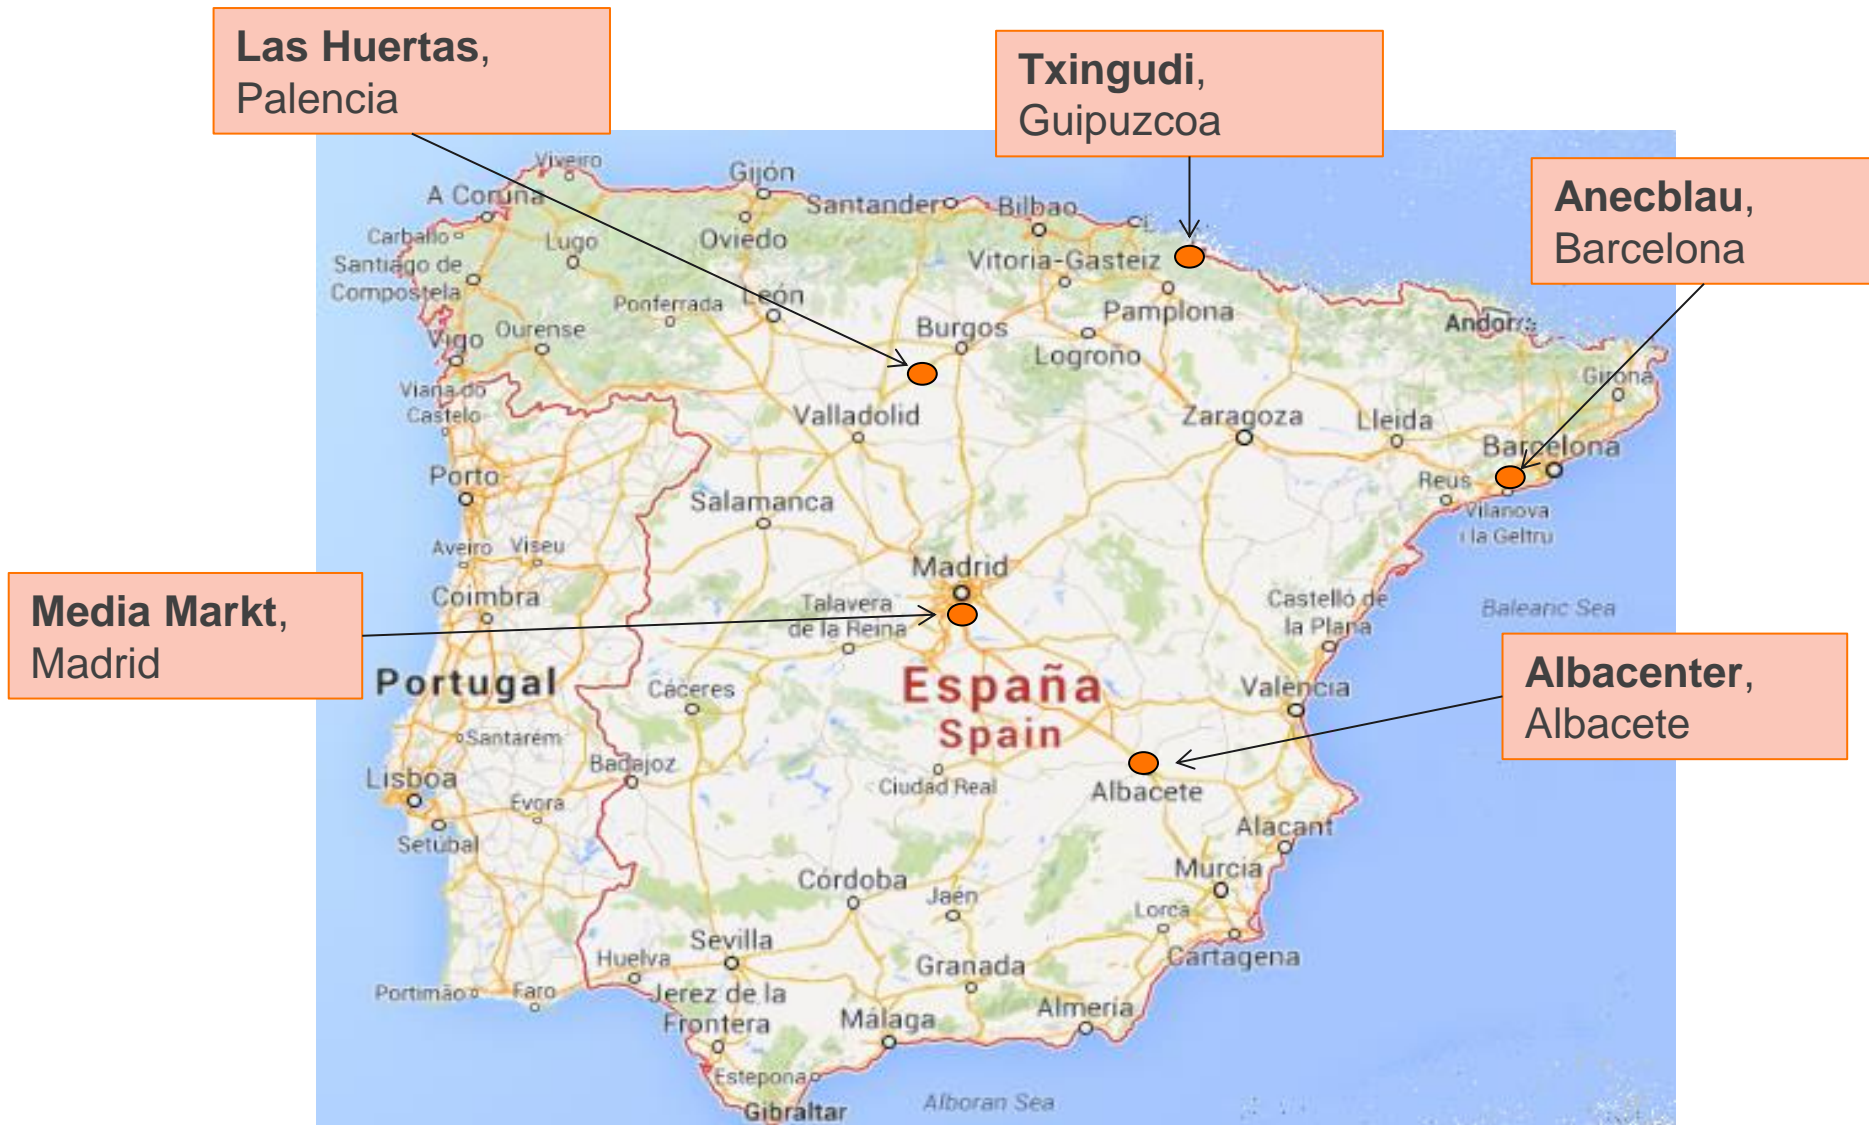 Las Huertas,
Palencia
Txingudi,
Guipuzcoa
Anecblau,
Barcelona
Media Markt,
Madrid
Albacenter,
Albacete
Viveiro
Gijón
A Coruña
Santander
Bilbao
Carballo
Lugo
Oviedo
Santiago de
Compostela
Vitoria-Gasteiz
Ponferrada
León
Pamplona
Vigo
Ourense
Burgos
Logroño
Andorra
Girona
Viana do
Castelo
Valladolid
Zaragoza
Lleida
Barcelona
Porto
Salamanca
Reus
Vilanova
i la Geltrú
Aveiro
Viseu
Madrid
Coimbra
Talavera
de la Reina
Castelló de
la Plana
Balearic Sea
Portugal
Cáceres
España
Spain
València
Santarém
Badajoz
Lisboa
Évora
Ciudad Real
Albacete
Setúbal
Alacant
Murcia
Córdoba
Jaén
Lorca
Sevilla
Huelva
Granada
Cartagena
Portimão
Faro
Jerez de la
Frontera
Málaga
Almería
Estepona
Gibraltar
Alboran Sea